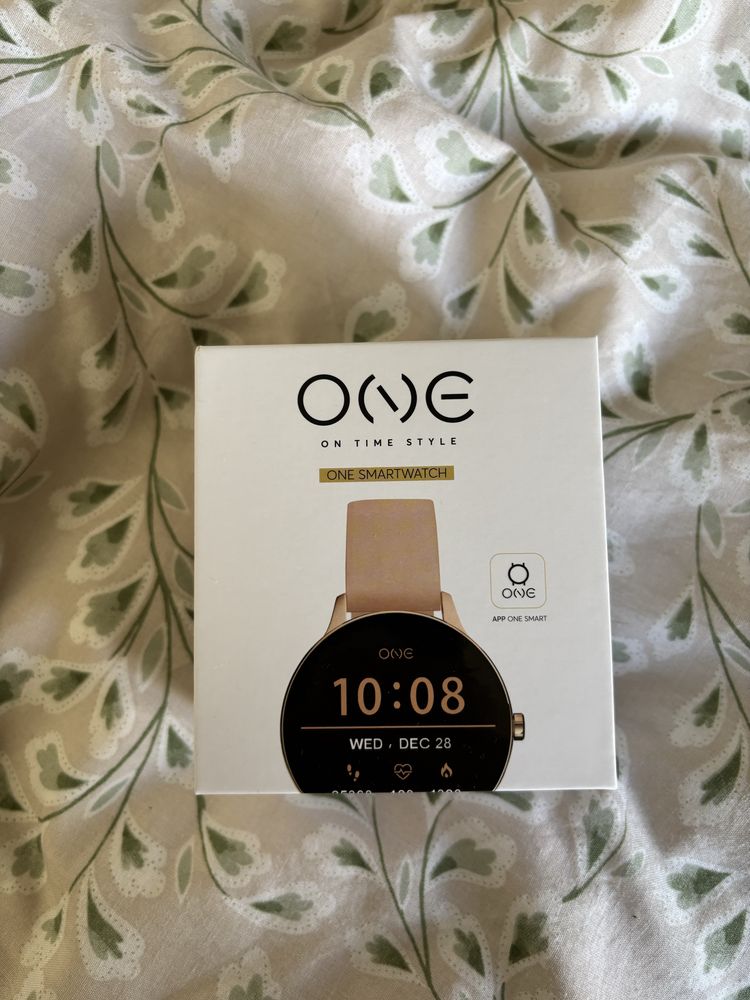 ONE
ON TIME STYLE
ONE SMARTWATCH
ONE
APP ONE SMART
ONE
10:08
WED, DEC 28